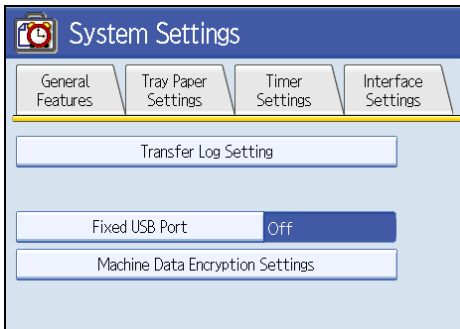 System Settings
General Features
Tray Paper Settings
Timer Settings
Interface Settings
Transfer Log Setting
Fixed USB Port Off
Machine Data Encryption Settings